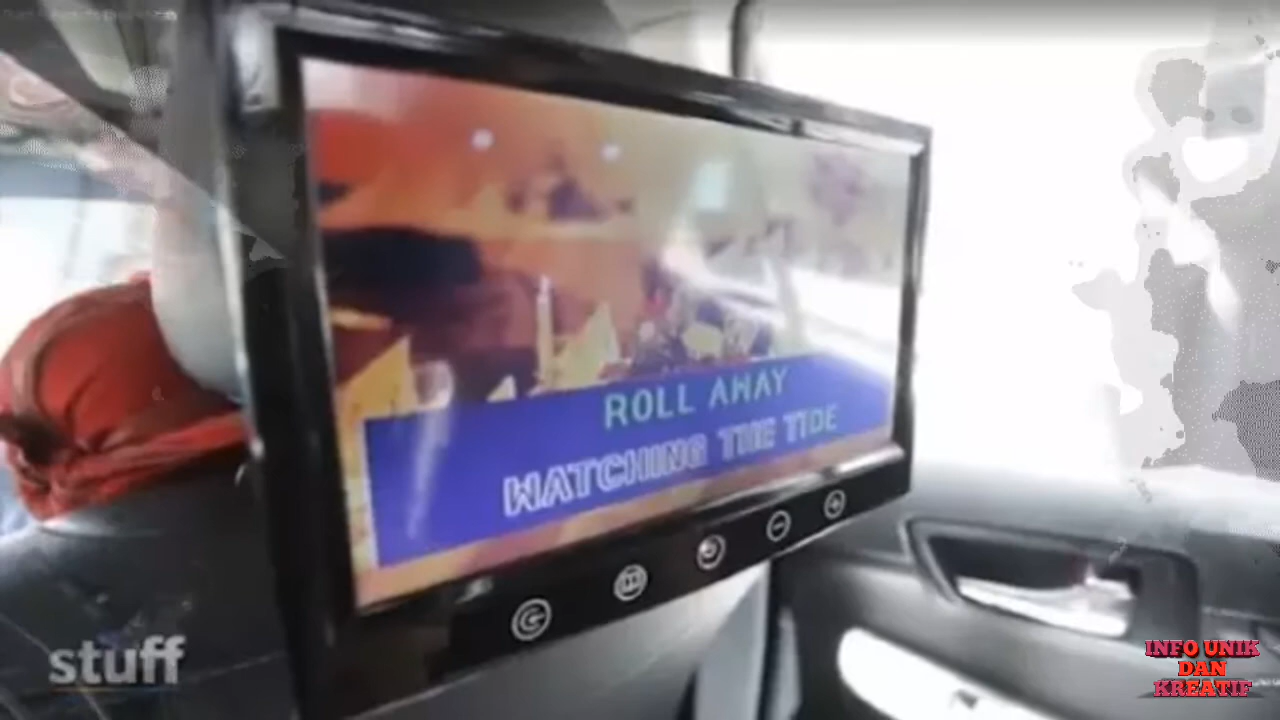 ROLL AWAY
WATCHING THE TIDE
stuff
INFO UNIK
DAN
KREATIF